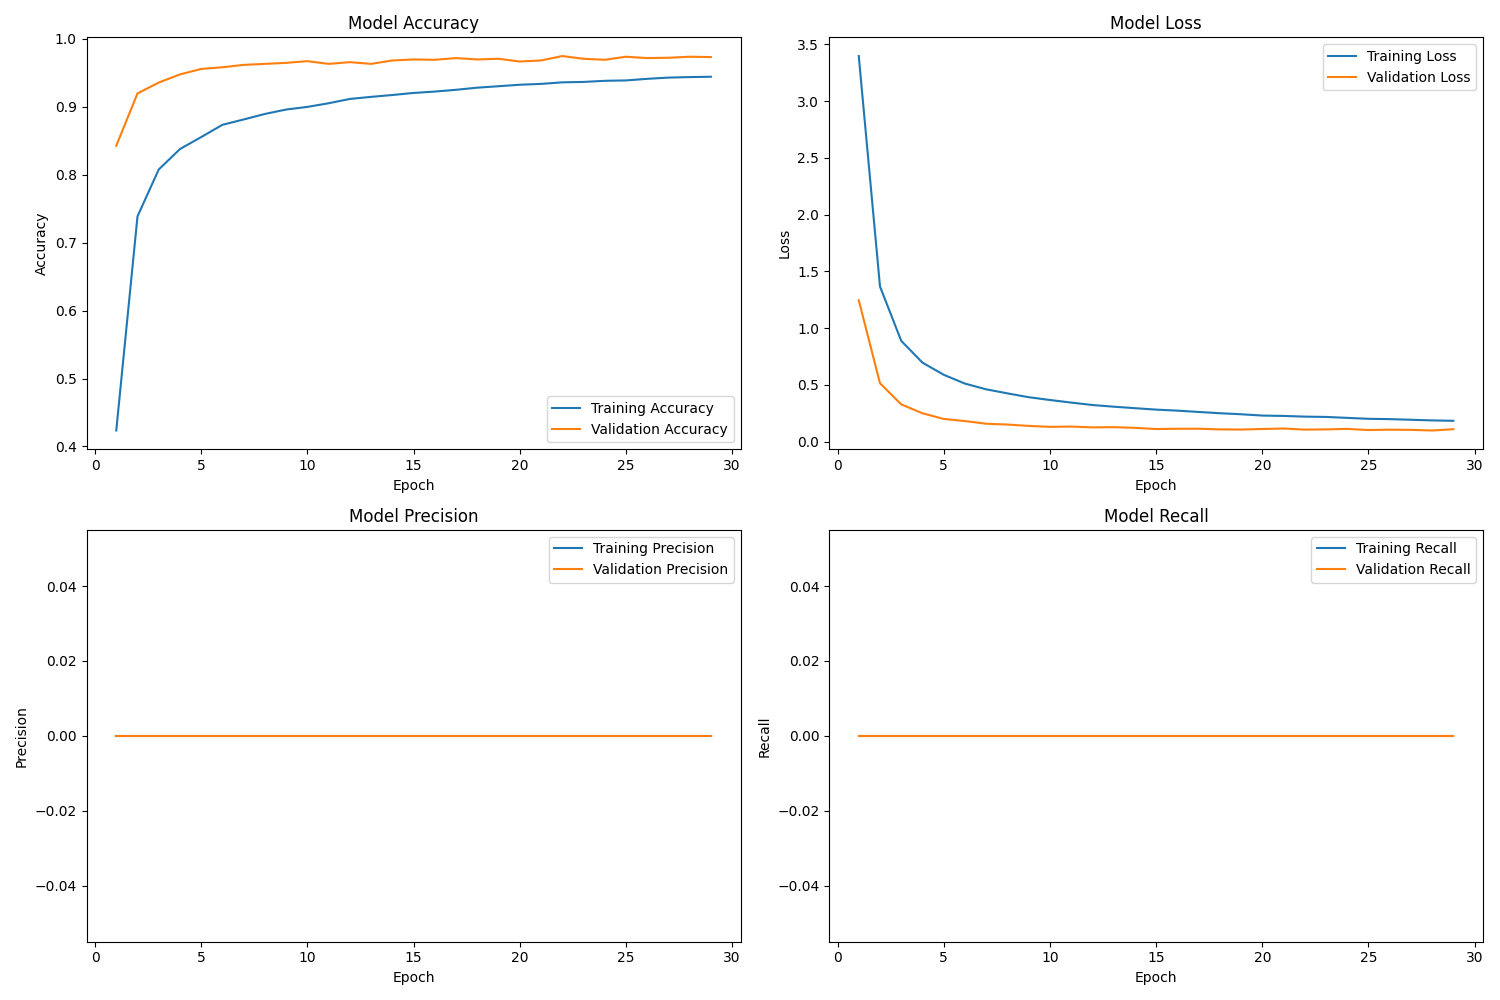 Model Accuracy
1.0
0.9
0.8
0.7
0.6
0.5
0.4
Accuracy
Training Accuracy
Validation Accuracy
0 5 10 15 20 25 30
Epoch
Model Loss
3.5
3.0
2.5
2.0
1.5
1.0
0.5
0.0
Loss
Training Loss
Validation Loss
0 5 10 15 20 25 30
Epoch
Model Precision
0.04
0.02
0.00
−0.02
−0.04
Precision
Training Precision
Validation Precision
0 5 10 15 20 25 30
Epoch
Model Recall
0.04
0.02
0.00
−0.02
−0.04
Recall
Training Recall
Validation Recall
0 5 10 15 20 25 30
Epoch